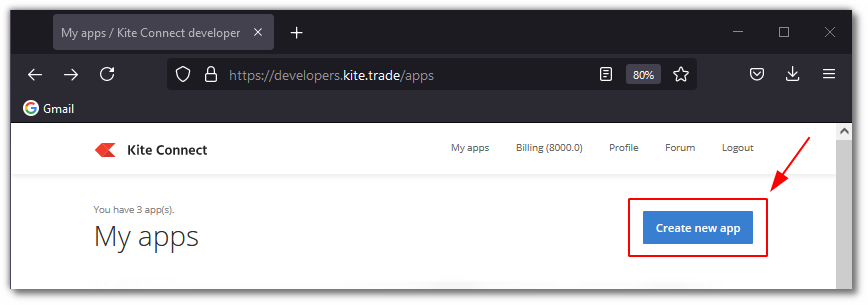 My apps / Kite Connect developer
https://developers.kite.trade/apps
80%
Gmail
Kite Connect
My apps
Billing (8000.0)
Profile
Forum
Logout
You have 3 app(s).
My apps
Create new app